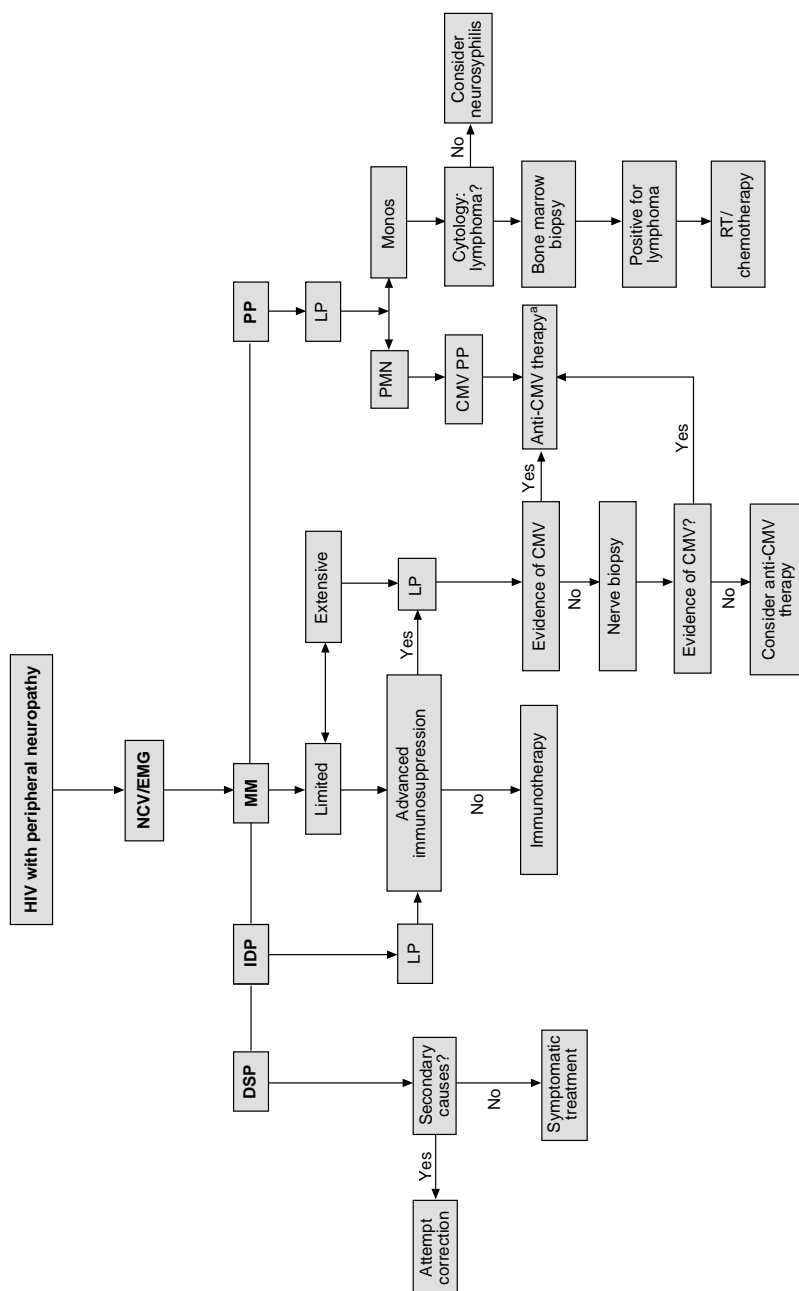 HIV with peripheral neuropathy
NCV/EMG
DSP
IDP
MM
PP
LP
Limited
Extensive
PMN
Monos
Secondary
causes?
Yes
Attempt
correction
No
Symptomatic
treatment
LP
Advanced
immunosuppression
Yes
LP
No
Immunotherapy
CMV PP
Cytology:
lymphoma?
No
Consider
neurosyphilis
Evidence of CMV
Yes
Anti-CMV therapyª
Bone marrow
biopsy
No
Nerve biopsy
Positive for
lymphoma
Evidence of CMV?
Yes
RT/
chemotherapy
No
Consider anti-CMV
therapy